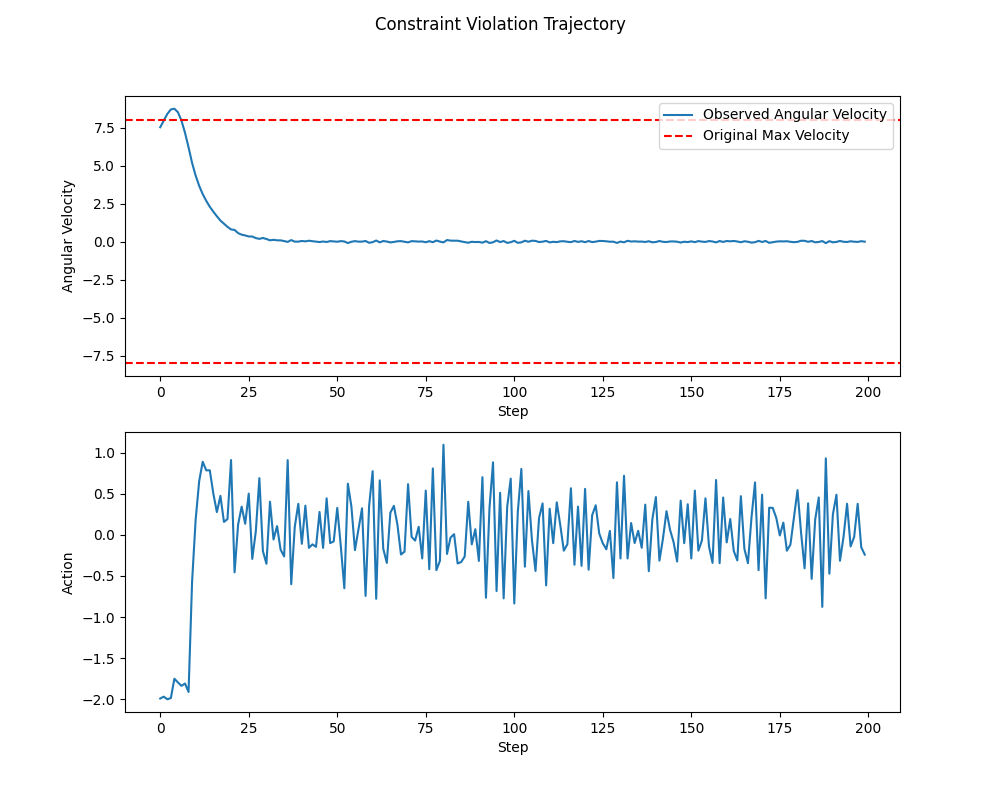 Constraint Violation Trajectory
Observed Angular Velocity
Original Max Velocity
7.5
5.0
2.5
0.0
−2.5
−5.0
−7.5
Angular Velocity
0 25 50 75 100 125 150 175 200
Step
1.0
0.5
0.0
−0.5
−1.0
−1.5
−2.0
Action
0 25 50 75 100 125 150 175 200
Step